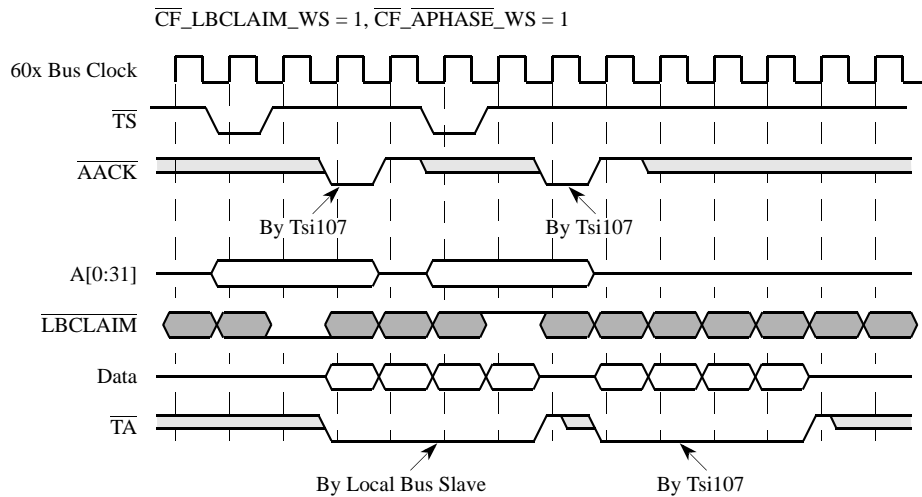 CF_LBCLAIM_WS = 1, CF_APHASE_WS = 1
60x Bus Clock
TS
AACK
By Tsi107 By Tsi107
A[0:31]
LBCLAIM
Data
TA
By Local Bus Slave By Tsi107